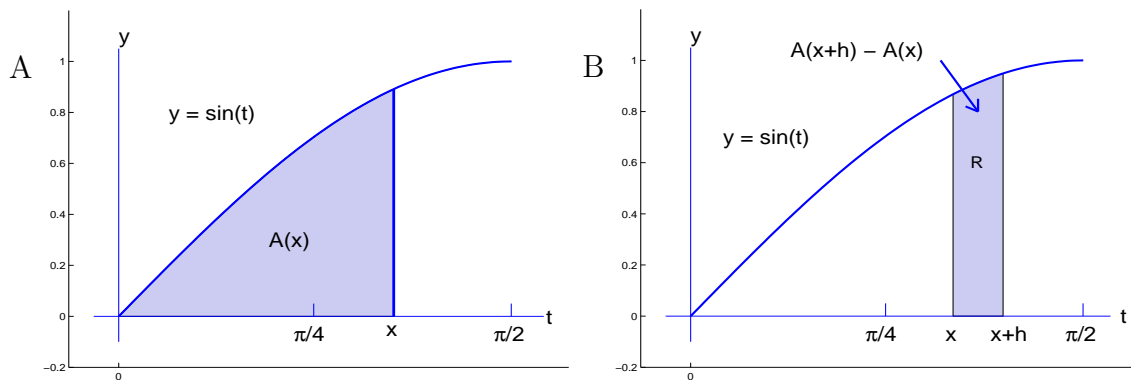 A
y
1
0.8
0.6
0.4
0.2
0
−0.2
y = sin(t)
A(x)
π/4
x
π/2
t
0
B
y
A(x+h) − A(x)
1
0.8
0.6
0.4
0.2
0
−0.2
y = sin(t)
R
π/4
x
x+h
π/2
t
0